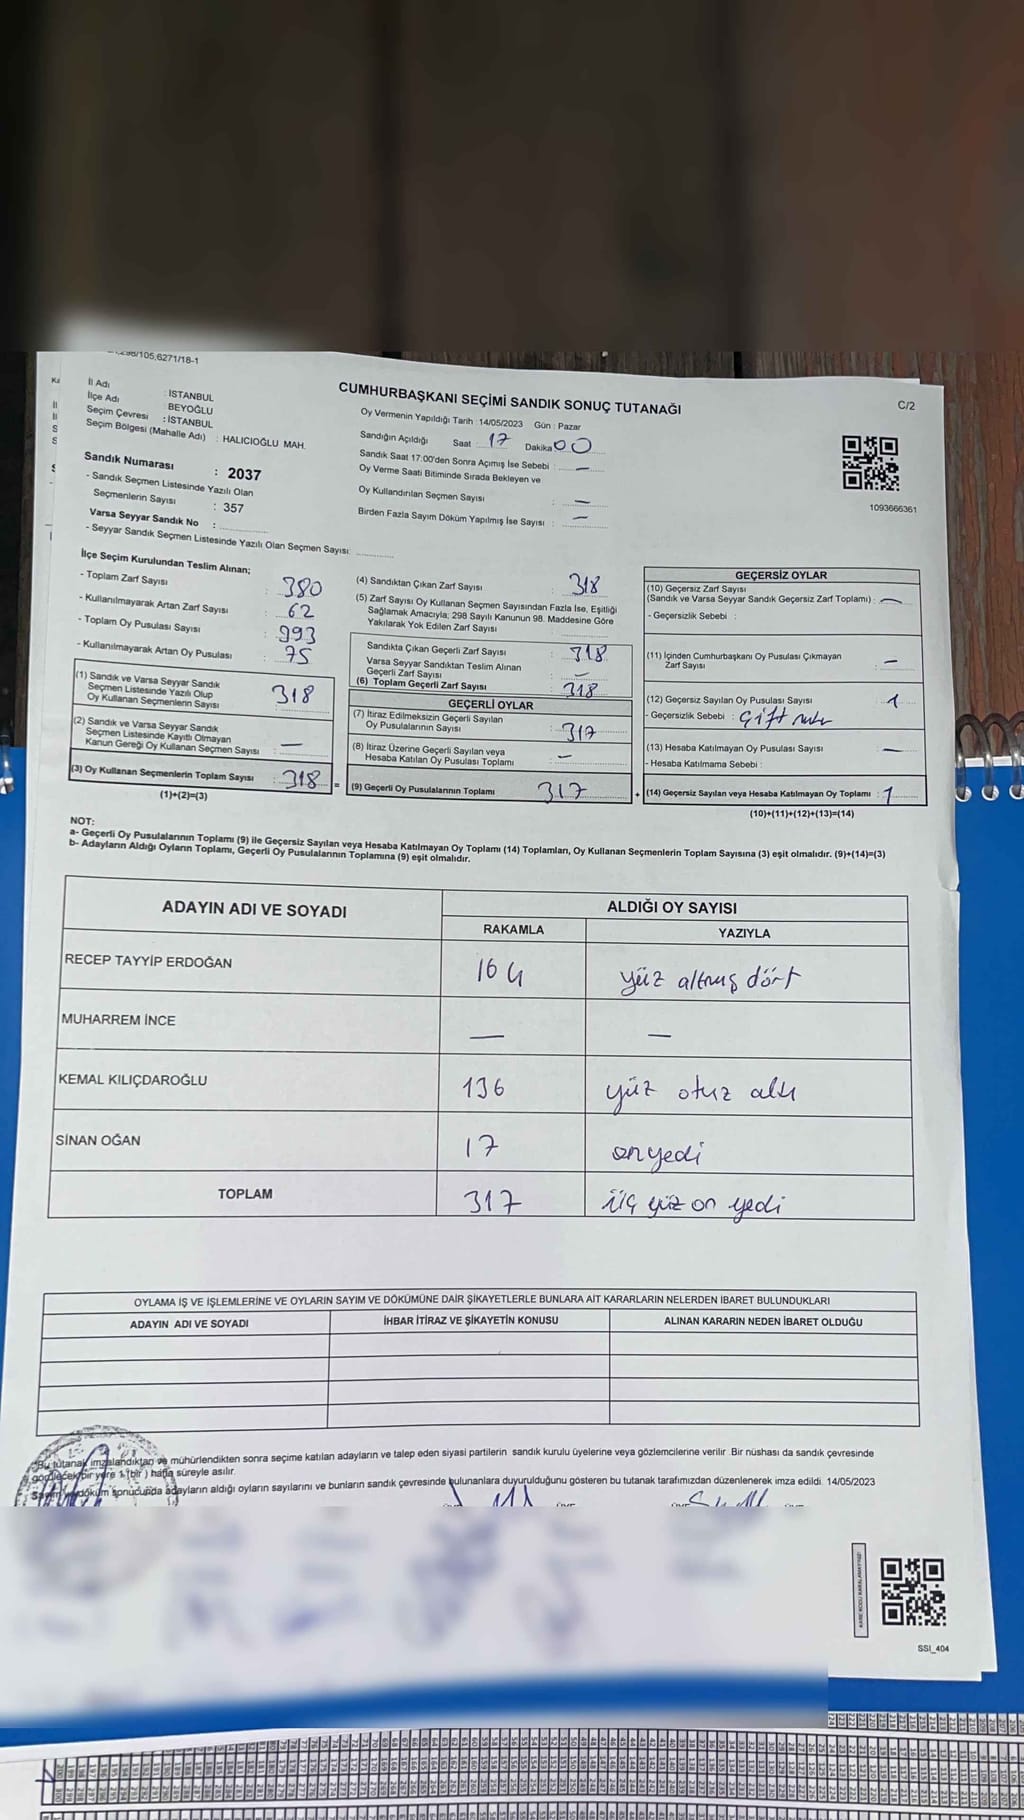 298/105,6271/18-1
C/2
CUMHURBAŞKANI SEÇİMİ SANDIK SONUÇ TUTANAĞI
İl Adı : İSTANBUL
İlçe Adı : BEYOĞLU
Seçim Çevresi : İSTANBUL
Seçim Bölgesi (Mahalle Adı) : HALICIOĞLU MAH.
Sandık Numarası : 2037
- Sandık Seçmen Listesinde Yazılı Olan
Seçmenlerin Sayısı : 357
Varsa Seyyar Sandık No :
- Seyyar Sandık Seçmen Listesinde Yazılı Olan Seçmen Sayısı:
Oy Vermenin Yapıldığı Tarih : 14/05/2023 Gün : Pazar
Sandığın Açıldığı Saat : 17 Dakika 00
Sandık Saat 17:00'den Sonra Açımış İse Sebebi : —
Oy Verme Saati Bitiminde Sırada Bekleyen ve
Oy Kullandırılan Seçmen Sayısı : —
Birden Fazla Sayım Döküm Yapılmış İse Sayısı : —
1093666361
İlçe Seçim Kurulundan Teslim Alınan;
- Toplam Zarf Sayısı : 380
- Kullanılmayarak Artan Zarf Sayısı : 62
- Toplam Oy Pusulası Sayısı : 393
- Kullanılmayarak Artan Oy Pusulası : 75
(1) Sandık ve Varsa Seyyar Sandık
Seçmen Listesinde Yazılı Olup
Oy Kullanan Seçmenlerin Sayısı : 318
(2) Sandık ve Varsa Seyyar Sandık
Seçmen Listesinde Kayıtlı Olmayan
Kanun Gereği Oy Kullanan Seçmen Sayısı : —
(3) Oy Kullanan Seçmenlerin Toplam Sayısı : 318 =
(1)+(2)=(3)
(4) Sandıktan Çıkan Zarf Sayısı : 318
(5) Zarf Sayısı Oy Kullanan Seçmen Sayısından Fazla İse, Eşitliği
Sağlamak Amacıyla; 298 Sayılı Kanunun 98. Maddesine Göre
Yakılarak Yok Edilen Zarf Sayısı :
Sandıkta Çıkan Geçerli Zarf Sayısı : 318
Varsa Seyyar Sandıktan Teslim Alınan
Geçerli Zarf Sayısı : —
(6) Toplam Geçerli Zarf Sayısı : 318
GEÇERLİ OYLAR
(7) İtiraz Edilmeksizin Geçerli Sayılan
Oy Pusulalarının Sayısı : 317
(8) İtiraz Üzerine Geçerli Sayılan veya
Hesaba Katılan Oy Pusulası Toplamı : —
(9) Geçerli Oy Pusulalarının Toplamı : 317 +
GEÇERSİZ OYLAR
(10) Geçersiz Zarf Sayısı
(Sandık ve Varsa Seyyar Sandık Geçersiz Zarf Toplamı) : —
- Geçersizlik Sebebi :
(11) İçinden Cumhurbaşkanı Oy Pusulası Çıkmayan
Zarf Sayısı : —
(12) Geçersiz Sayılan Oy Pusulası Sayısı : 1
- Geçersizlik Sebebi : çift
(13) Hesaba Katılmayan Oy Pusulası Sayısı : —
- Hesaba Katılmama Sebebi :
(14) Geçersiz Sayılan veya Hesaba Katılmayan Oy Toplamı : 1
(10)+(11)+(12)+(13)=(14)
NOT:
a- Geçerli Oy Pusulalarının Toplamı (9) ile Geçersiz Sayılan veya Hesaba Katılmayan Oy Toplamı (14) Toplamları, Oy Kullanan Seçmenlerin Toplam Sayısına (3) eşit olmalıdır. (9)+(14)=(3)
b- Adayların Aldığı Oyların Toplamı, Geçerli Oy Pusulalarının Toplamına (9) eşit olmalıdır.
ADAYIN ADI VE SOYADI ALDIĞI OY SAYISI
RAKAMLA YAZIYLA
RECEP TAYYİP ERDOĞAN 164 yüz altmış dört
MUHARREM İNCE — —
KEMAL KILIÇDAROĞLU 136 yüz otuz altı
SİNAN OĞAN 17 on yedi
TOPLAM 317 üç yüz on yedi
OYLAMA İŞ VE İŞLEMLERİNE VE OYLARIN SAYIM VE DÖKÜMÜNE DAİR ŞİKAYETLERLE BUNLARA AİT KARARLARIN NELERDEN İBARET BULUNDUKLARI
ADAYIN ADI VE SOYADI İHBAR İTİRAZ VE ŞİKAYETİN KONUSU ALINAN KARARIN NEDEN İBARET OLDUĞU
Bu tutanak imzalandıktan ve mühürlendikten sonra seçime katılan adayların ve talep eden siyasi partilerin sandık kurulu üyelerine veya gözlemcilerine verilir. Bir nüshası da sandık çevresinde
görülecek bir yere 1 (bir) hafta süreyle asılır.
Sayım ve döküm sonucunda adayların aldığı oyların sayılarını ve bunların sandık çevresinde bulunanlara duyurulduğunu gösteren bu tutanak tarafımızdan düzenlenerek imza edildi. 14/05/2023
SSI_404